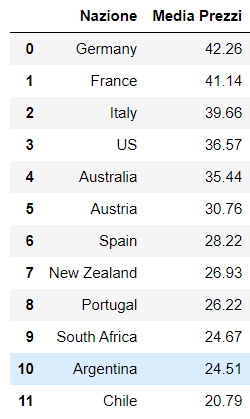 Nazione Media Prezzi
0 Germany 42.26
1 France 41.14
2 Italy 39.66
3 US 36.57
4 Australia 35.44
5 Austria 30.76
6 Spain 28.22
7 New Zealand 26.93
8 Portugal 26.22
9 South Africa 24.67
10 Argentina 24.51
11 Chile 20.79